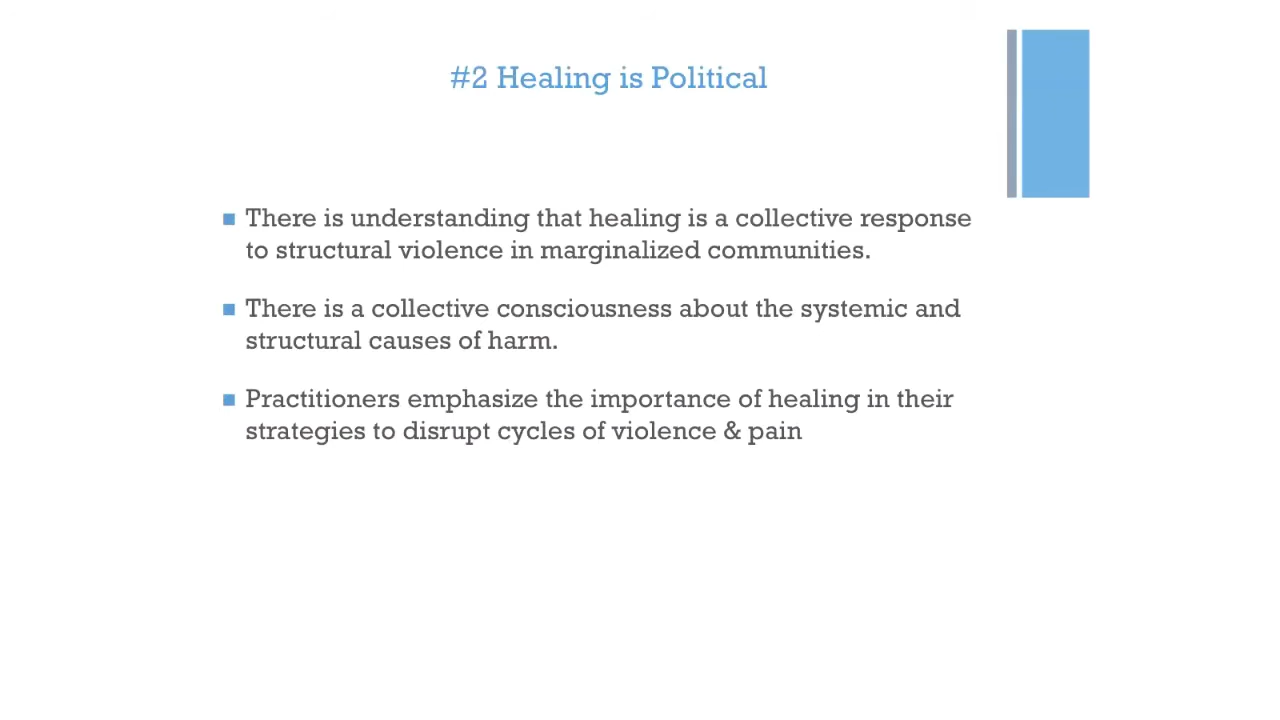 #2 Healing is Political
There is understanding that healing is a collective response
to structural violence in marginalized communities.
There is a collective consciousness about the systemic and
structural causes of harm.
Practitioners emphasize the importance of healing in their
strategies to disrupt cycles of violence & pain